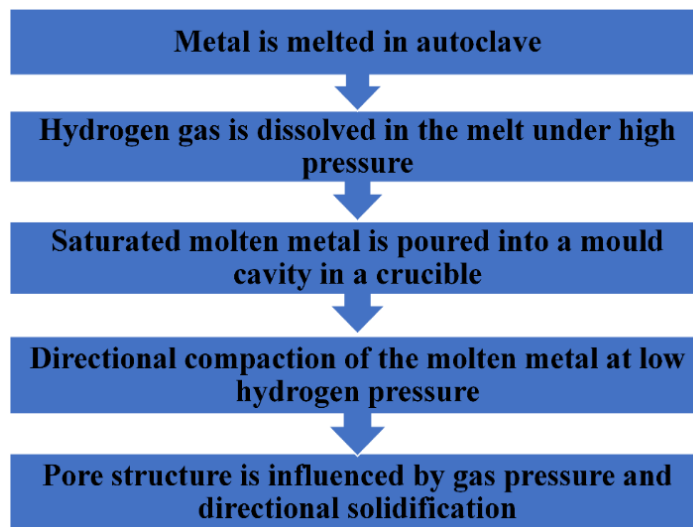 Metal is melted in autoclave
Hydrogen gas is dissolved in the melt under high
pressure
Saturated molten metal is poured into a mould
cavity in a crucible
Directional compaction of the molten metal at low
hydrogen pressure
Pore structure is influenced by gas pressure and
directional solidification